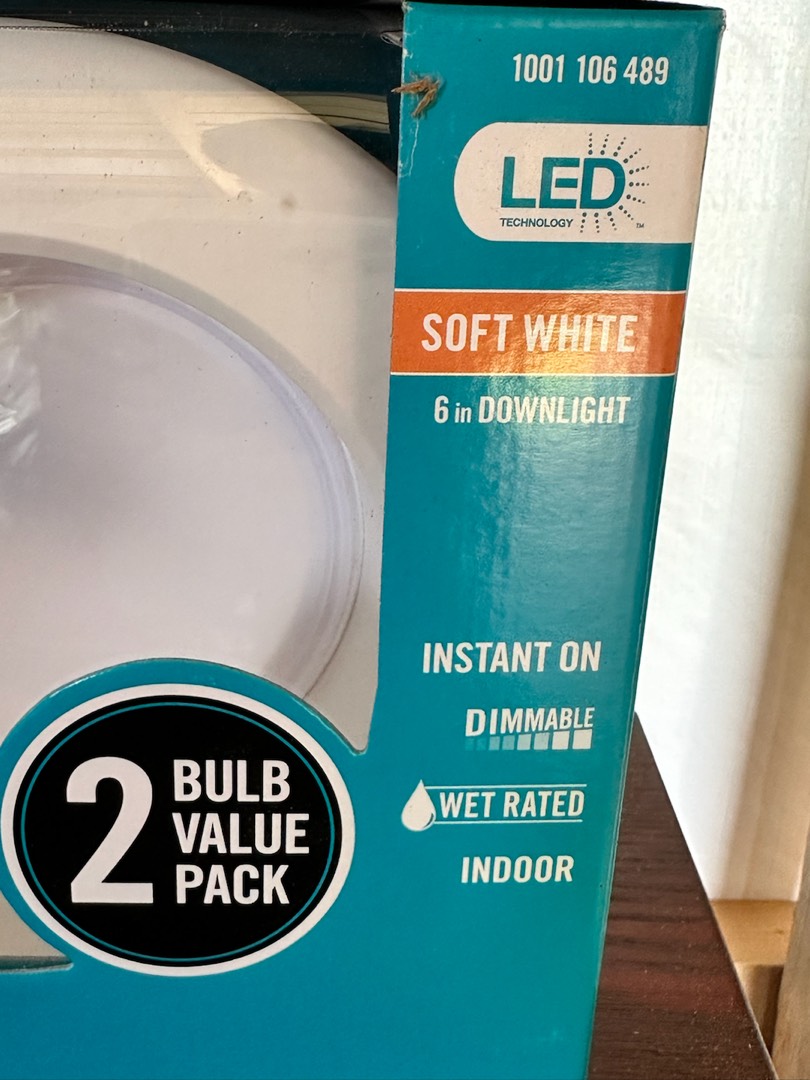 1001 106 489
LED
TECHNOLOGY ™
SOFT WHITE
6 in DOWNLIGHT
INSTANT ON
DIMMABLE
WET RATED
INDOOR
2 BULB
VALUE
PACK